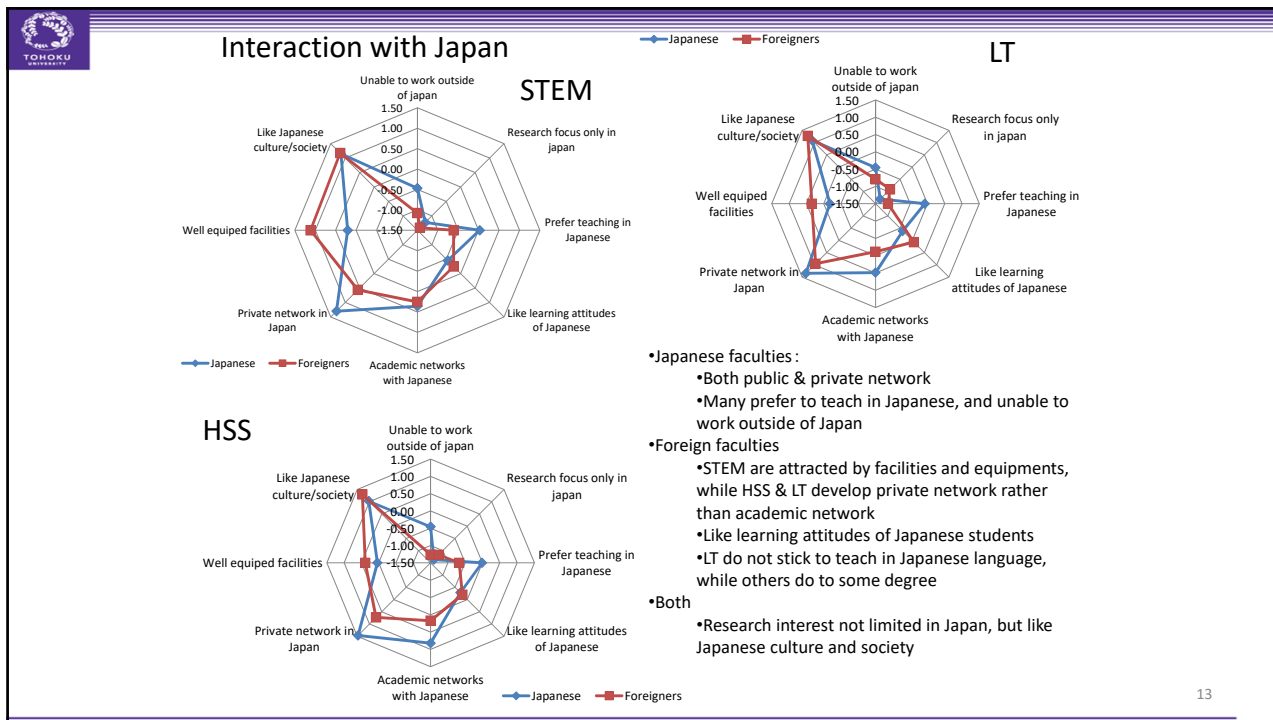 TOHOKU
UNIVERSITY
Interaction with Japan
STEM
Unable to work outside
of japan
Research focus only in
japan
Prefer teaching in
Japanese
Like learning attitudes
of Japanese
Academic networks
with Japanese
Private network in
Japan
Well equiped facilities
Like Japanese
culture/society
1.50
1.00
0.50
0.00
-0.50
-1.00
-1.50
Japanese Foreigners
Japanese Foreigners
LT
Unable to work
outside of japan
Research focus only
in japan
Prefer teaching in
Japanese
Like learning
attitudes of Japanese
Academic networks
with Japanese
Private network in
Japan
Well equiped
facilities
Like Japanese
culture/society
1.50
1.00
0.50
0.00
-0.50
-1.00
-1.50
HSS
Unable to work
outside of japan
Research focus only in
japan
Prefer teaching in
Japanese
Like learning attitudes
of Japanese
Academic networks
with Japanese
Private network in
Japan
Well equiped facilities
Like Japanese
culture/society
1.50
1.00
0.50
0.00
-0.50
-1.00
-1.50
Japanese Foreigners
•Japanese faculties:
•Both public & private network
•Many prefer to teach in Japanese, and unable to
work outside of Japan
•Foreign faculties
•STEM are attracted by facilities and equipments,
while HSS & LT develop private network rather
than academic network
•Like learning attitudes of Japanese students
•LT do not stick to teach in Japanese language,
while others do to some degree
•Both
•Research interest not limited in Japan, but like
Japanese culture and society
13